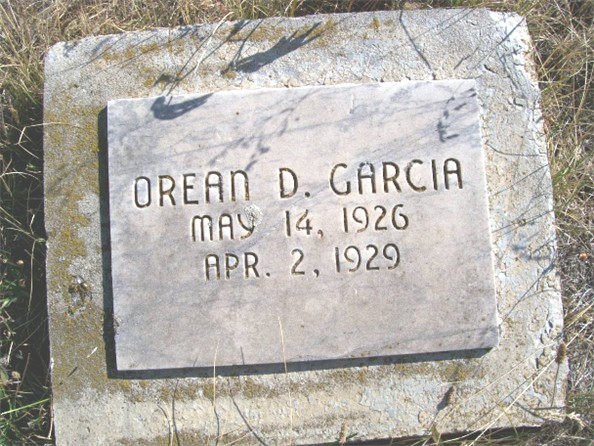 OREAN D. GARCIA
MAY 14, 1926
APR. 2, 1929